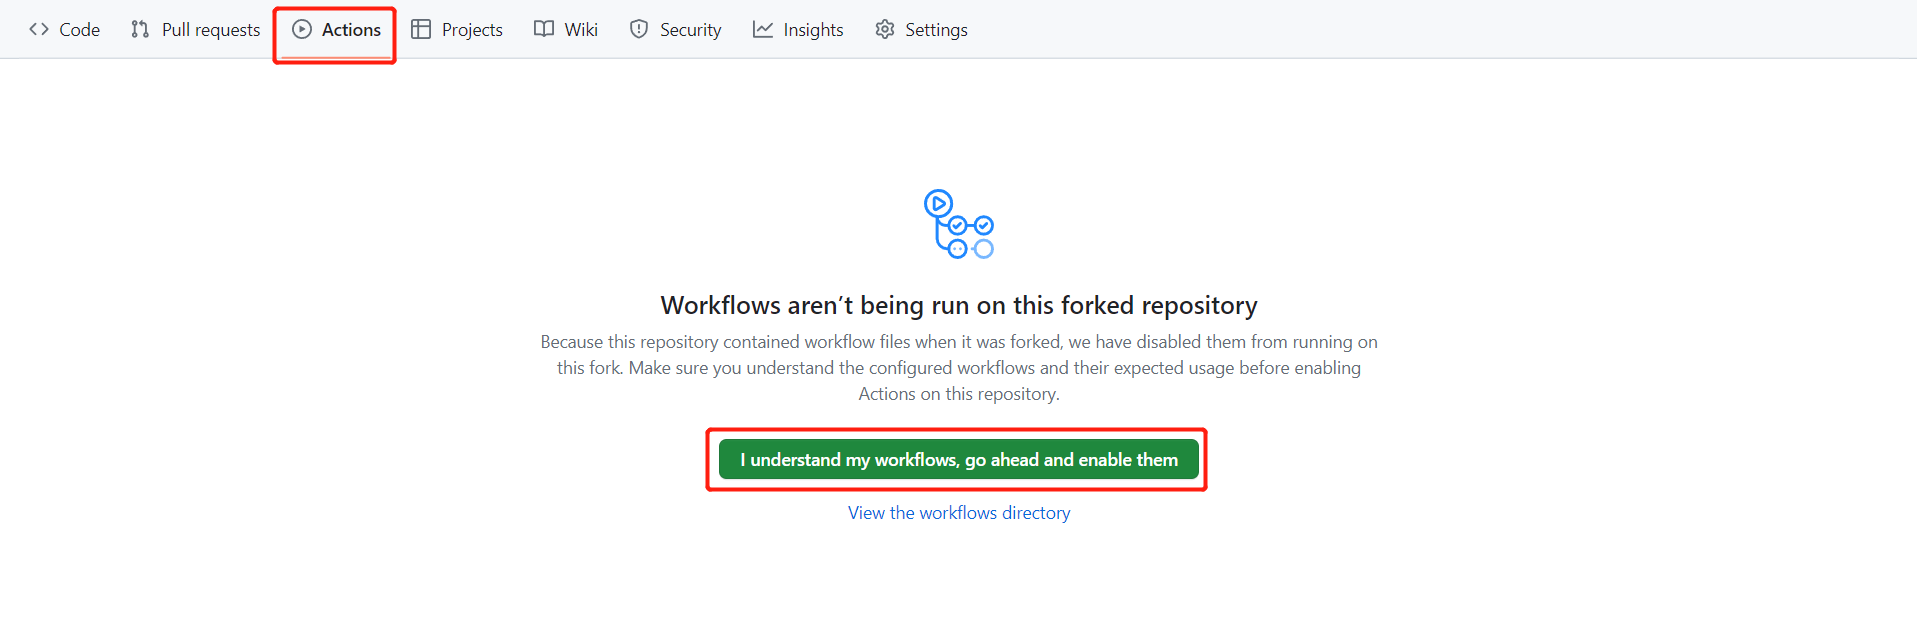 Code Pull requests Actions Projects Wiki Security Insights Settings
Workflows aren’t being run on this forked repository
Because this repository contained workflow files when it was forked, we have disabled them from running on
this fork. Make sure you understand the configured workflows and their expected usage before enabling
Actions on this repository.
I understand my workflows, go ahead and enable them
View the workflows directory